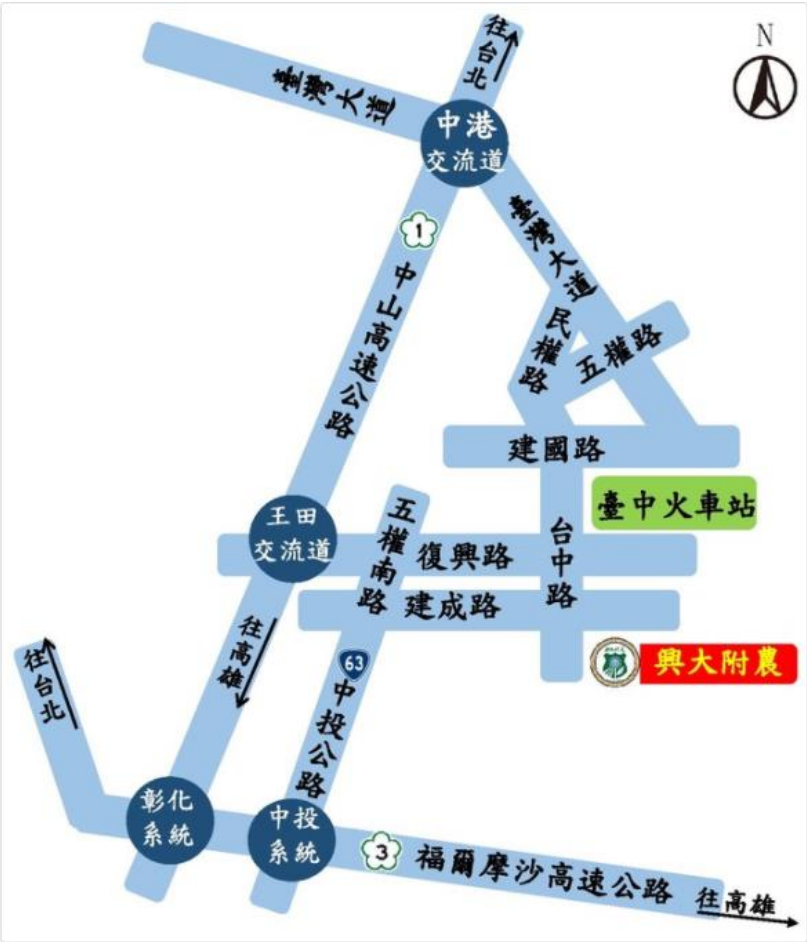 往台北
N
臺灣大道
中港
交流道
1
中山高速公路
臺灣大道
民權路
五權路
建國路
臺中火車站
王田
交流道
五權南路
復興路
台中路
建成路
往高雄
往台北
63
中投公路
興大附農
彰化
系統
中投
系統
3
福爾摩沙高速公路
往高雄